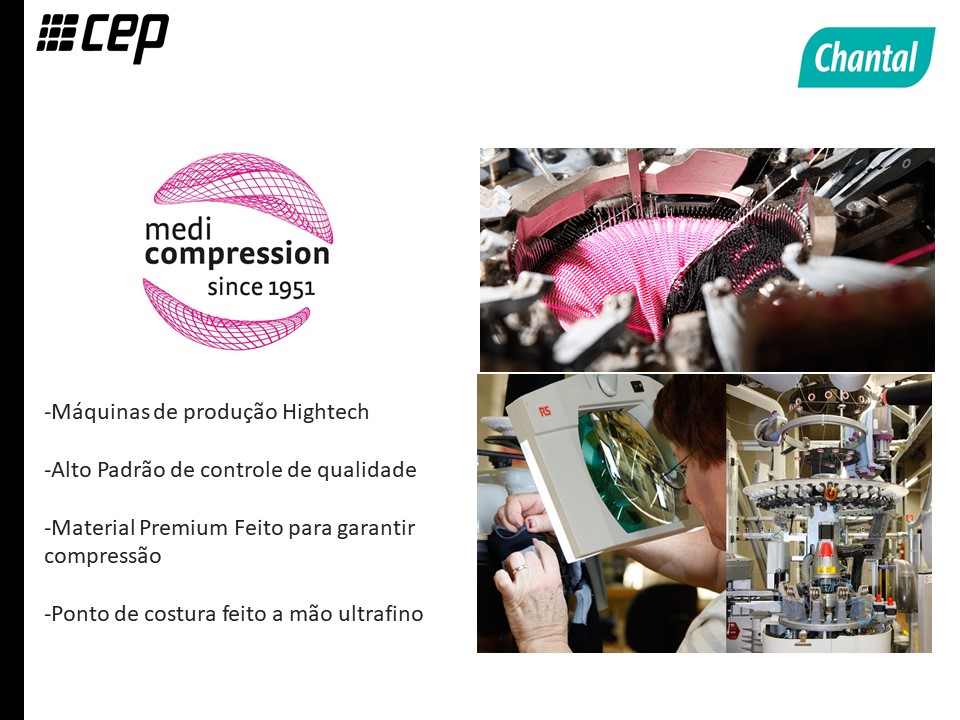 cep
Chantal
medi
compression
since 1951
-Máquinas de produção Hightech
-Alto Padrão de controle de qualidade
-Material Premium Feito para garantir
compressão
-Ponto de costura feito a mão ultrafino
RS